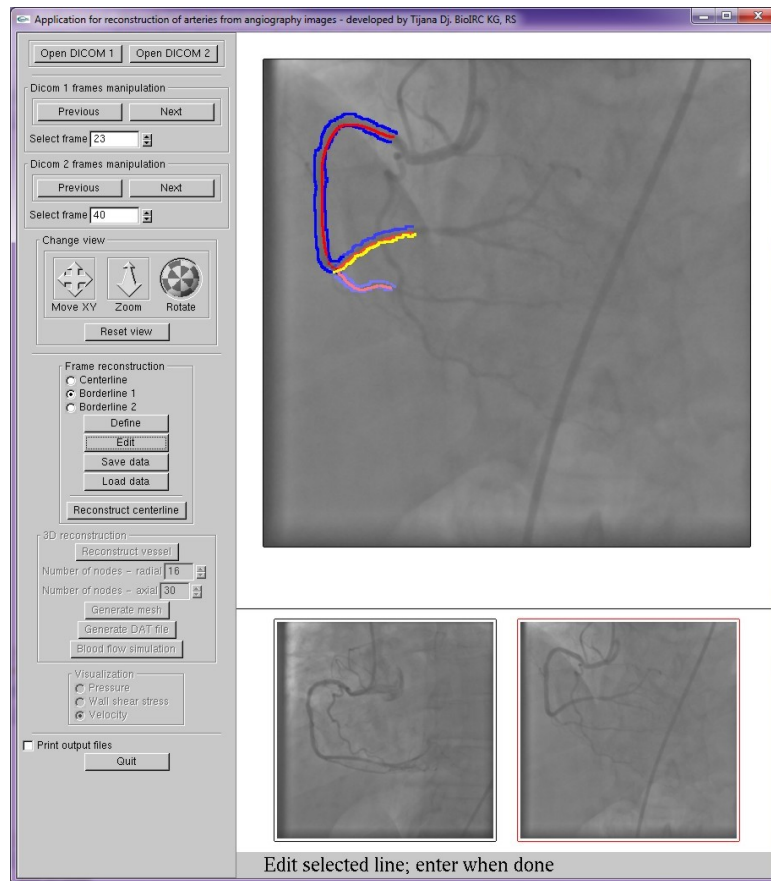 Application for reconstruction of arteries from angiography images - developed by Tijana Dj. BioIRC KG, RS
Open DICOM 1 Open DICOM 2
Dicom 1 frames manipulation
Previous Next
Select frame 23
Dicom 2 frames manipulation
Previous Next
Select frame 40
Change view
Move XY Zoom Rotate
Reset view
Frame reconstruction
Centerline
Borderline 1
Borderline 2
Define
Edit
Save data
Load data
Reconstruct centerline
3D reconstruction
Reconstruct vessel
Number of nodes - radial 16
Number of nodes - axial 30
Generate mesh
Generate DAT file
Blood flow simulation
Visualization
Pressure
Wall shear stress
Velocity
Print output files
Quit
Edit selected line; enter when done